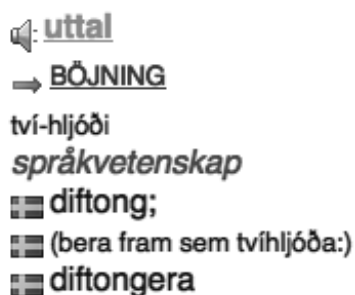 : uttal
BÖJNING
tví-hljóði
språkvetenskap
diftong;
(bera fram sem tvíhljóða:)
diftongera